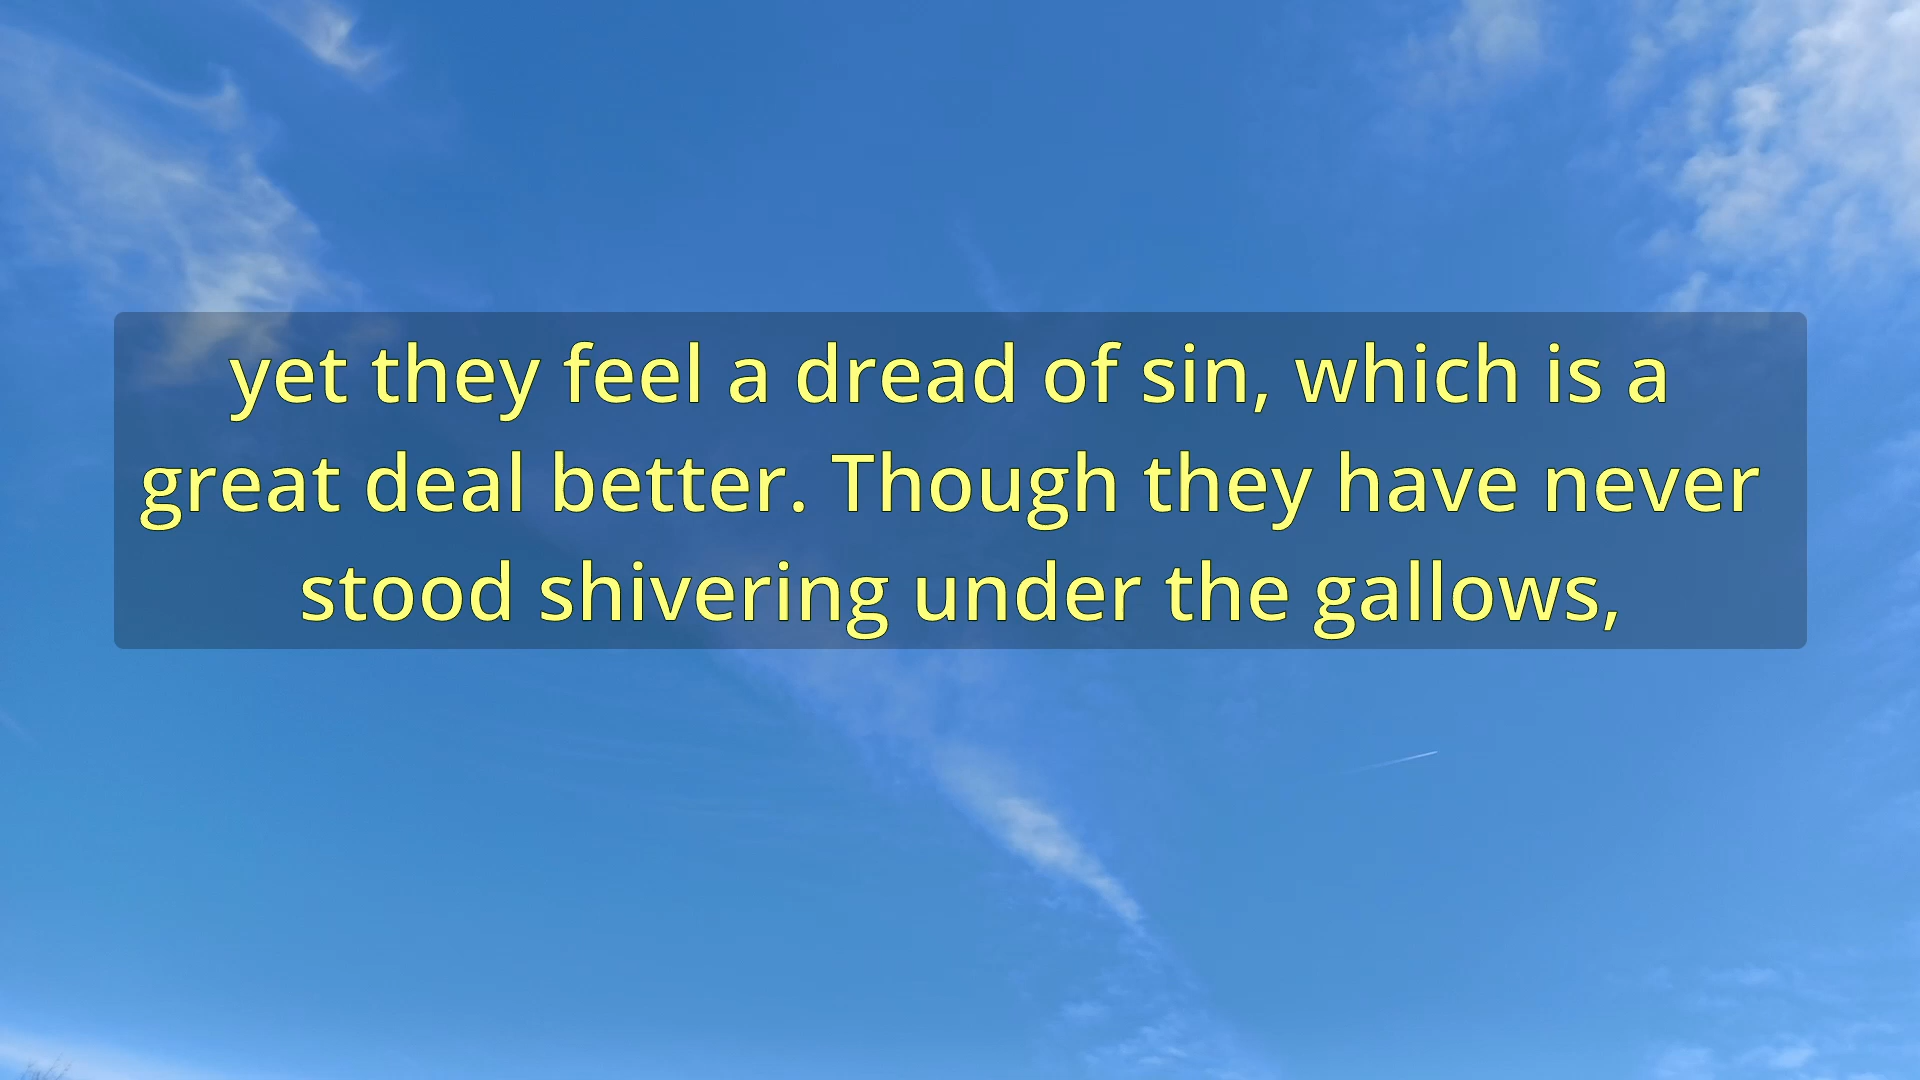 yet they feel a dread of sin, which is a
great deal better. Though they have never
stood shivering under the gallows,